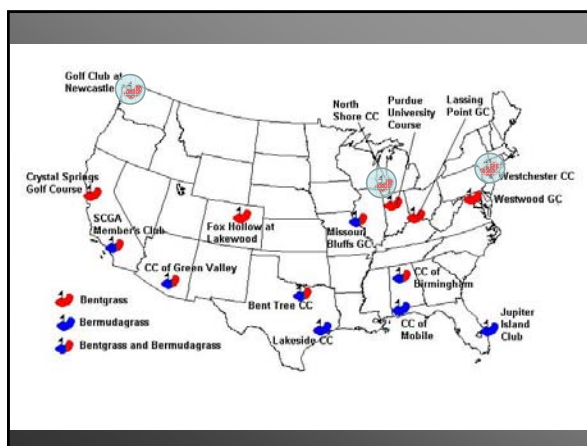 Golf Club at
Newcastle
North
Shore CC
Purdue
University
Course
Lassing
Point GC
Crystal Springs
Golf Course
Westchester CC
Westwood GC
SCGA
Member's Club
Fox Hollow at
Lakewood
Missouri
Bluffs GC
CC of Green Valley
CC of
Birmingham
Bent Tree CC
Bentgrass
Bermudagrass
Lakeside CC
CC of
Mobile
Jupiter
Island
Club
Bentgrass and Bermudagrass